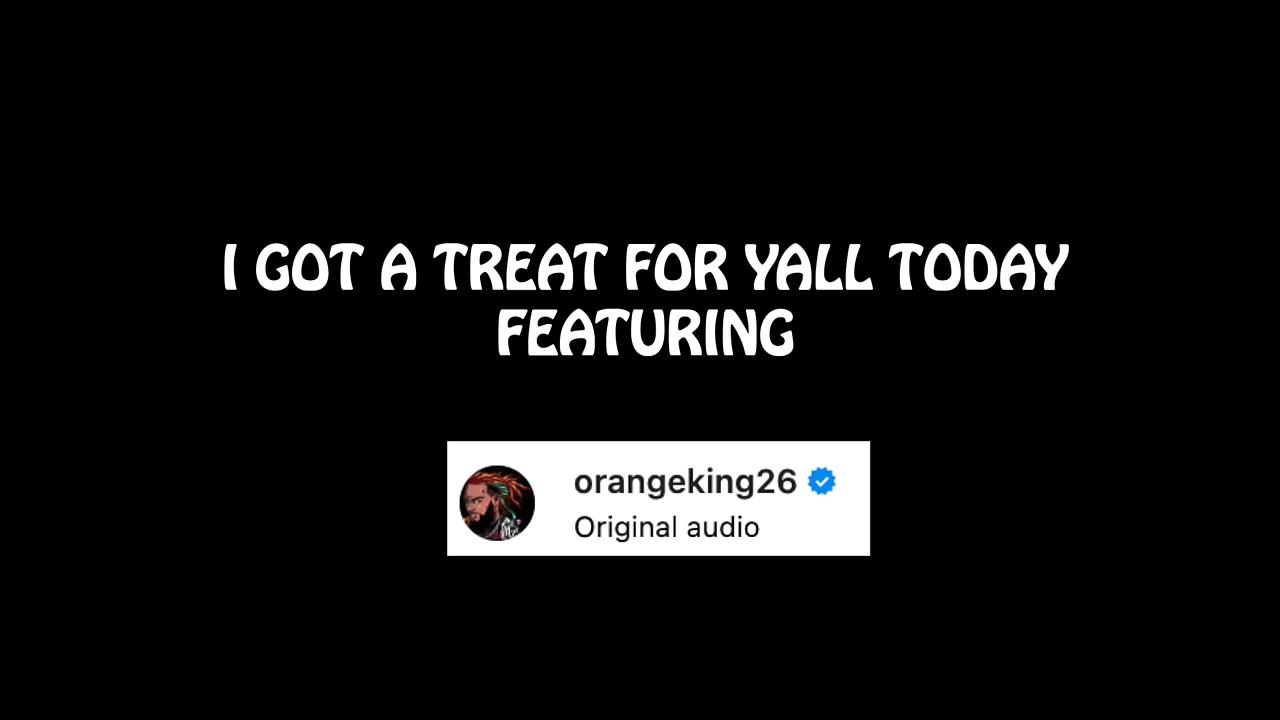 I GOT A TREAT FOR YALL TODAY
FEATURING
orangeking26
Original audio